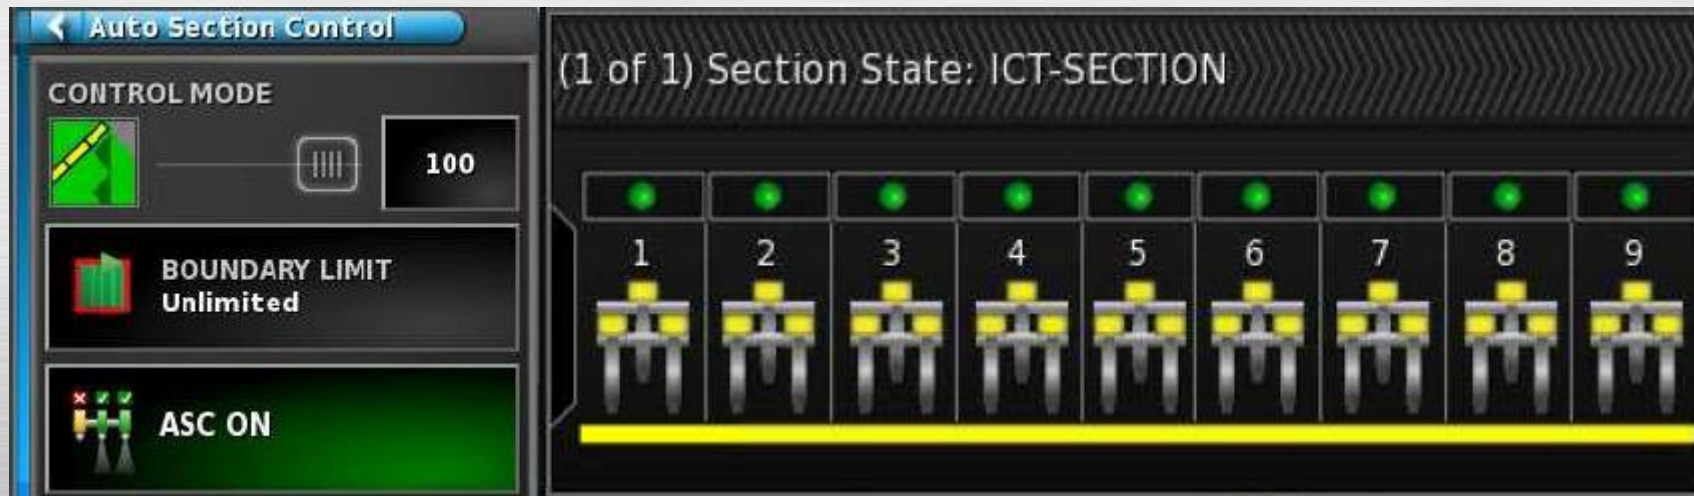 Auto Section Control
CONTROL MODE
100
BOUNDARY LIMIT
Unlimited
ASC ON
(1 of 1) Section State: ICT-SECTION
1 2 3 4 5 6 7 8 9